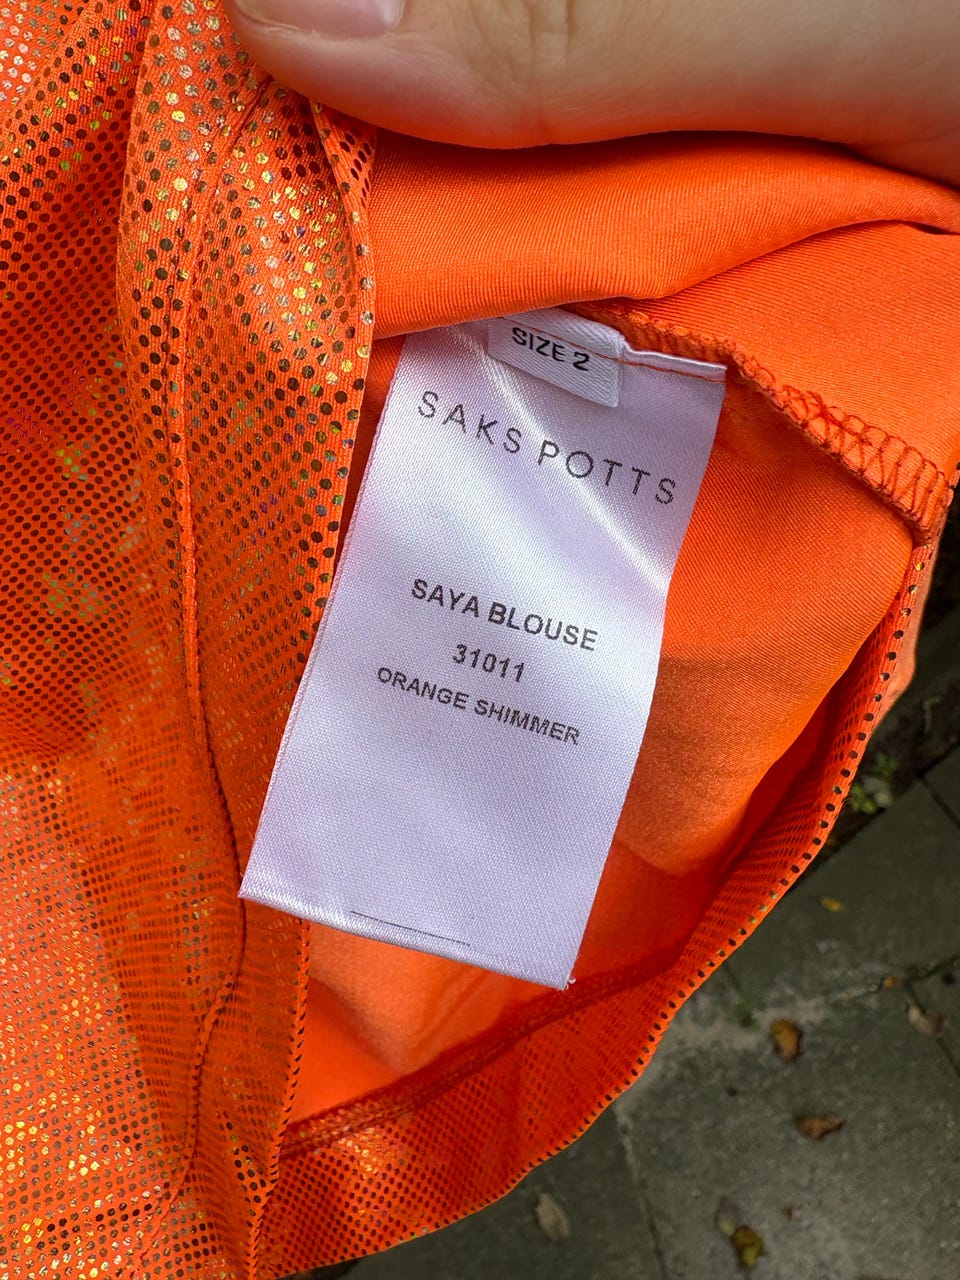 SIZE 2
SAKS POTTS
SAYA BLOUSE
31011
ORANGE SHIMMER